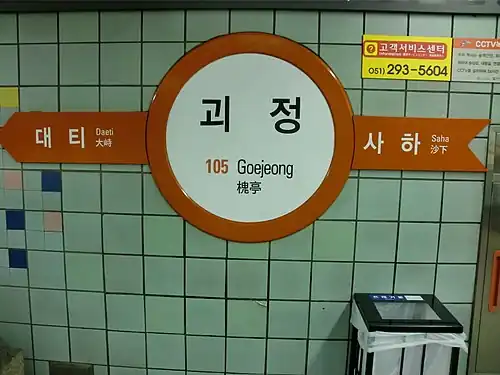 고객서비스센터
(051) 293-5604
CCTV
괴 정
105 Goejeong
槐亭
대 티 Daeti
大峙
사 하 Saha
沙下